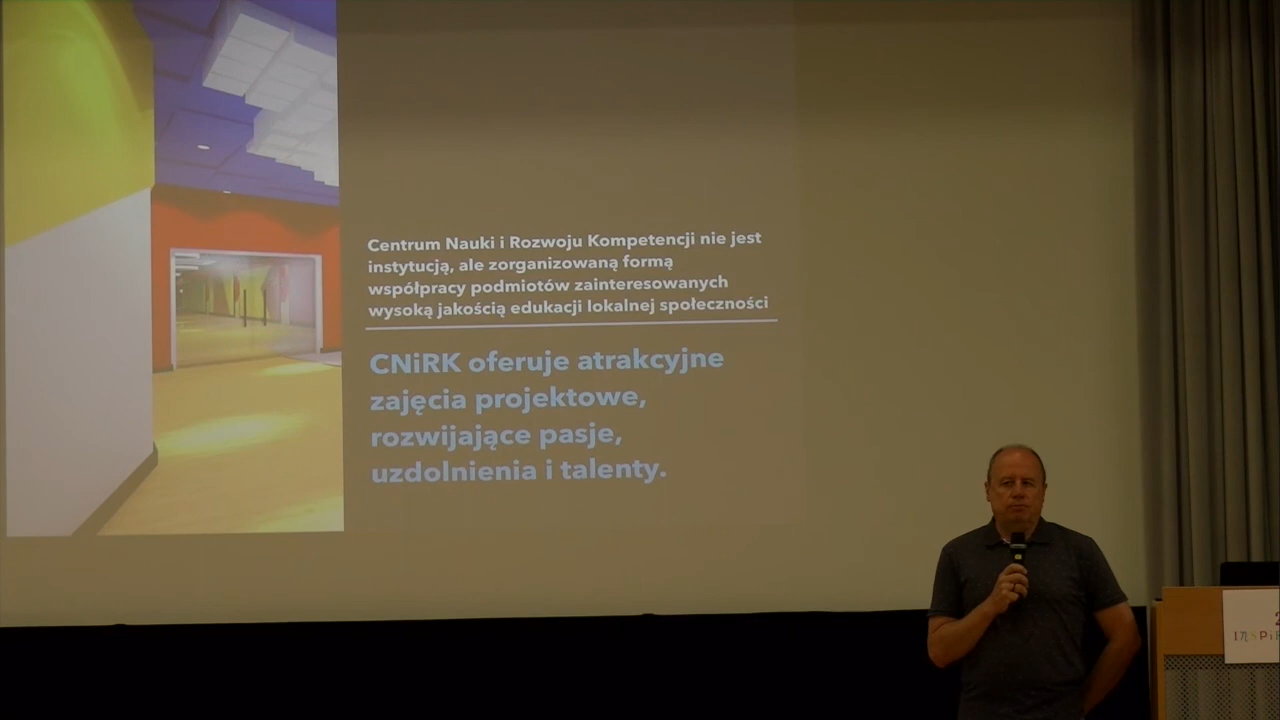 Centrum Nauki i Rozwoju Kompetencji nie jest
instytucją, ale zorganizowaną formą
współpracy podmiotów zainteresowanych
wysoką jakością edukacji lokalnej społeczności
CNiRK oferuje atrakcyjne
zajęcia projektowe,
rozwijające pasje,
uzdolnienia i talenty.